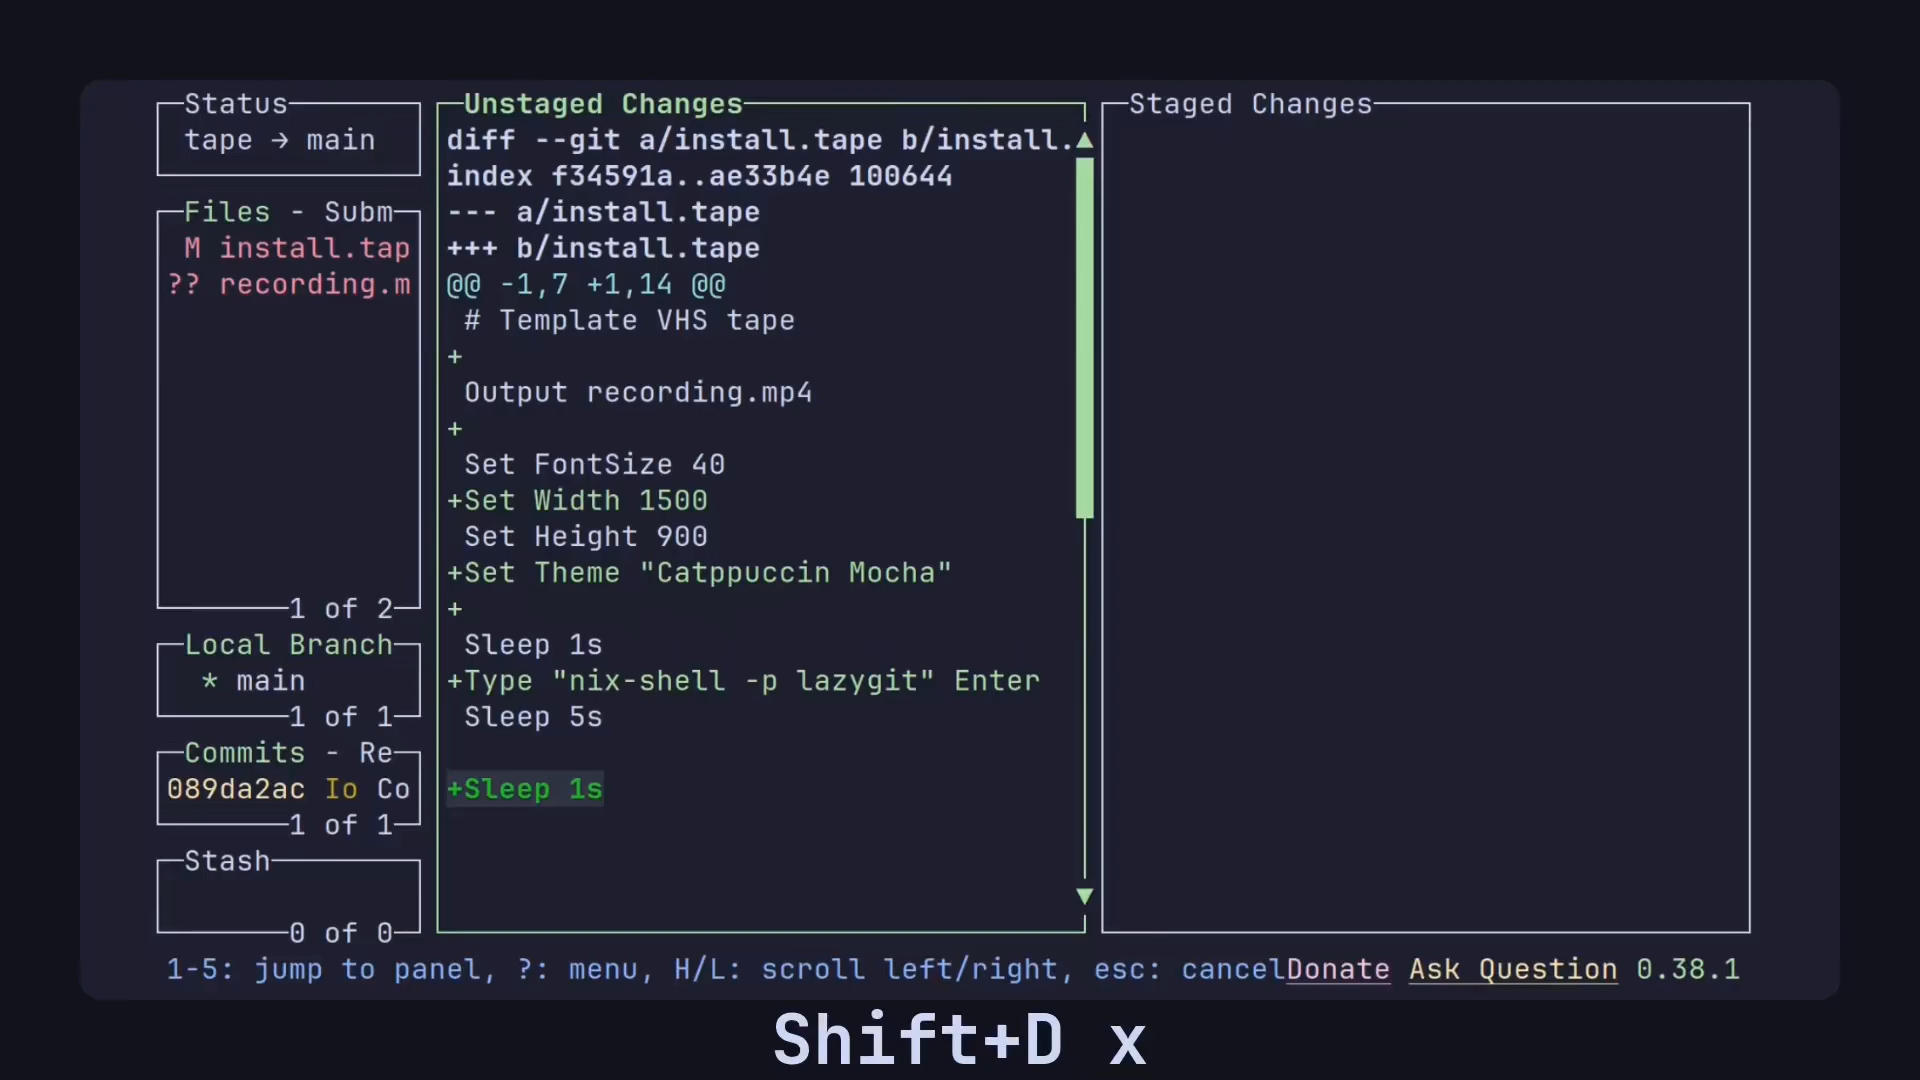 Status
tape → main
Files - Subm
M install.tap
?? recording.m
1 of 2
Local Branch
* main
1 of 1
Commits - Re
089da2ac Io Co
1 of 1
Stash
0 of 0
Unstaged Changes
diff --git a/install.tape b/install.
index f34591a..ae33b4e 100644
--- a/install.tape
+++ b/install.tape
@@ -1,7 +1,14 @@
# Template VHS tape
+
Output recording.mp4
+
Set FontSize 40
+Set Width 1500
Set Height 900
+Set Theme "Catppuccin Mocha"
+
Sleep 1s
+Type "nix-shell -p lazygit" Enter
Sleep 5s
+Sleep 1s
Staged Changes
1-5: jump to panel, ?: menu, H/L: scroll left/right, esc: cancelDonate Ask Question 0.38.1
Shift+D x